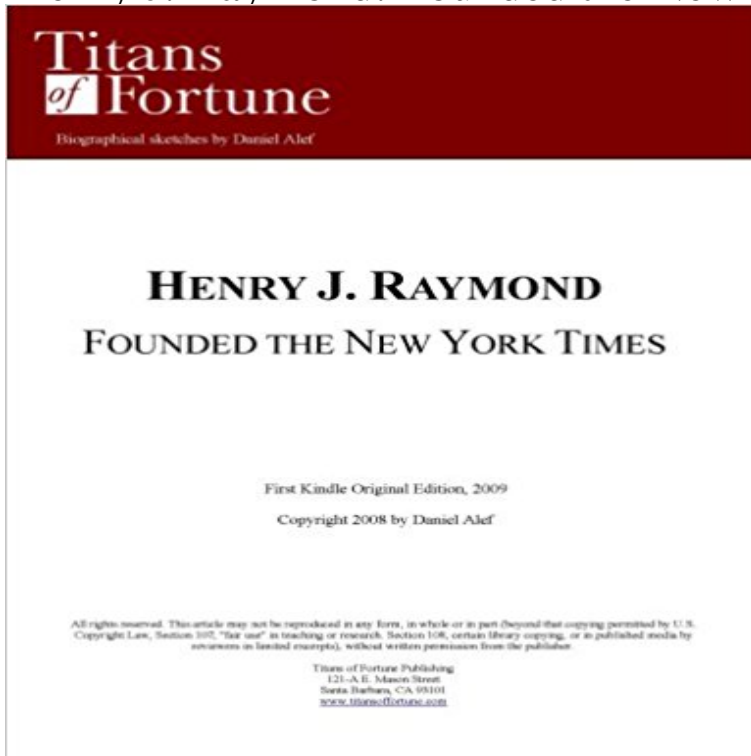 Titans
of Fortune
Biographical sketches by Daniel Alef
HENRY J. RAYMOND
FOUNDED THE NEW YORK TIMES
First Kindle Original Edition, 2009
Copyright 2008 by Daniel Alef
All rights reserved. This article may not be reproduced in any form, in whole or in part (beyond that copying permitted by U.S.
Copyright Law, Section 107, "fair use" in teaching or research. Section 108, certain library copying, or in published media by
reviewers in limited excerpts), without written permission from the publisher.
Titans of Fortune Publishing
121-A E. Mason Street
Santa Barbara, CA 93101
www.titansoffortune.com